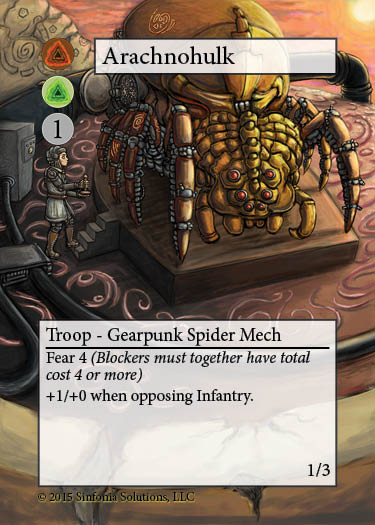 Arachnohulk
1
Troop - Gearpunk Spider Mech
Fear 4 (Blockers must together have total
cost 4 or more)
+1/+0 when opposing Infantry.
1/3
© 2015 Sinfonia Solutions, LLC